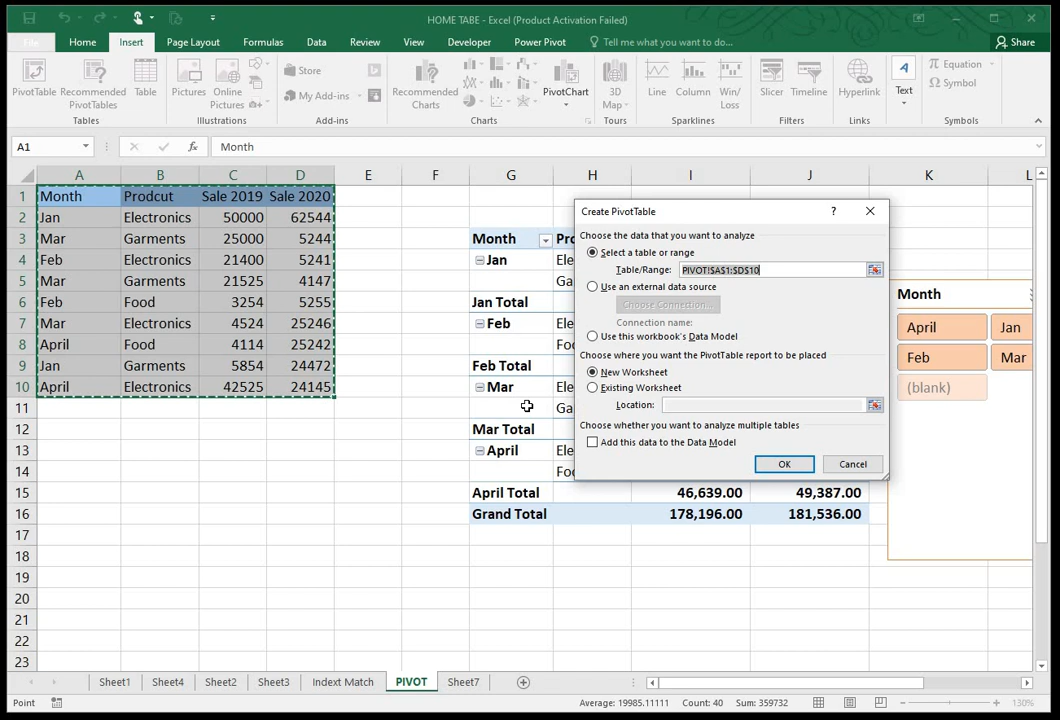 HOME TABE - Excel (Product Activation Failed)
File Home Insert Page Layout Formulas Data Review View Developer Power Pivot Tell me what you want to do... Share
PivotTable
Recommended PivotTables
Table
Tables
Pictures
Online Pictures
Illustrations
Store
My Add-ins
Add-ins
Recommended Charts
PivotChart
Charts
3D Map
Tours
Line
Column
Win/ Loss
Sparklines
Slicer
Timeline
Filters
Hyperlink
Links
A
Text
Equation
Symbol
Symbols
A1 fx Month
A B C D E F G H I J K L
1 Month Prodcut Sale 2019 Sale 2020
2 Jan Electronics 50000 62544
3 Mar Garments 25000 5244
4 Feb Electronics 21400 5241
5 Mar Garments 21525 4147
6 Feb Food 3254 5255
7 Mar Electronics 4524 25246
8 April Food 4114 25242
9 Jan Garments 5854 24472
10 April Electronics 42525 24145
11
12
13
14
15
16
17
18
19
20
21
22
23
Month Pro
Jan Ele
Ga
Jan Total
Feb Ele
Foo
Feb Total
Mar Ele
Ga
Mar Total
April Ele
Foo
April Total 46,639.00 49,387.00
Grand Total 178,196.00 181,536.00
Create PivotTable ?
Choose the data that you want to analyze
Select a table or range
Table/Range: PIVOT!$A$1:$D$10
Use an external data source
Choose Connection...
Connection name:
Use this workbook's Data Model
Choose where you want the PivotTable report to be placed
New Worksheet
Existing Worksheet
Location:
Choose whether you want to analyze multiple tables
Add this data to the Data Model
OK Cancel
Month
April Jan
Feb Mar
(blank)
Sheet1 Sheet4 Sheet2 Sheet3 Indext Match PIVOT Sheet7
Point Average: 19985.11111 Count: 40 Sum: 359732 130%